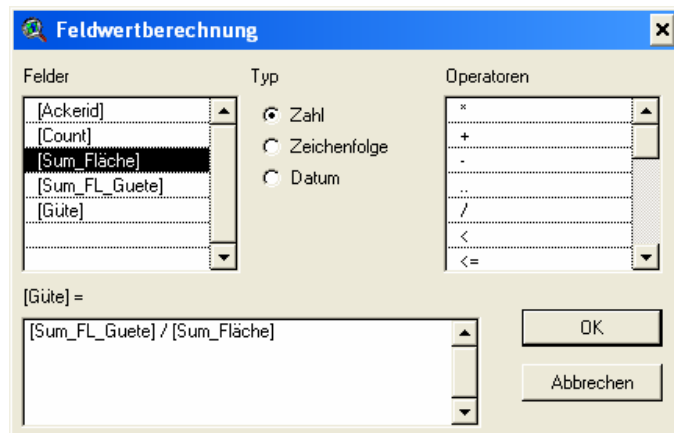 Feldwertberechnung
Felder
Typ
Operatoren
[Ackerid]
[Count]
[Sum_Fläche]
[Sum_FL_Guete]
[Güte]
Zahl
Zeichenfolge
Datum
*
+
-
..
/
<
<=
[Güte] =
[Sum_FL_Guete] / [Sum_Fläche]
OK
Abbrechen